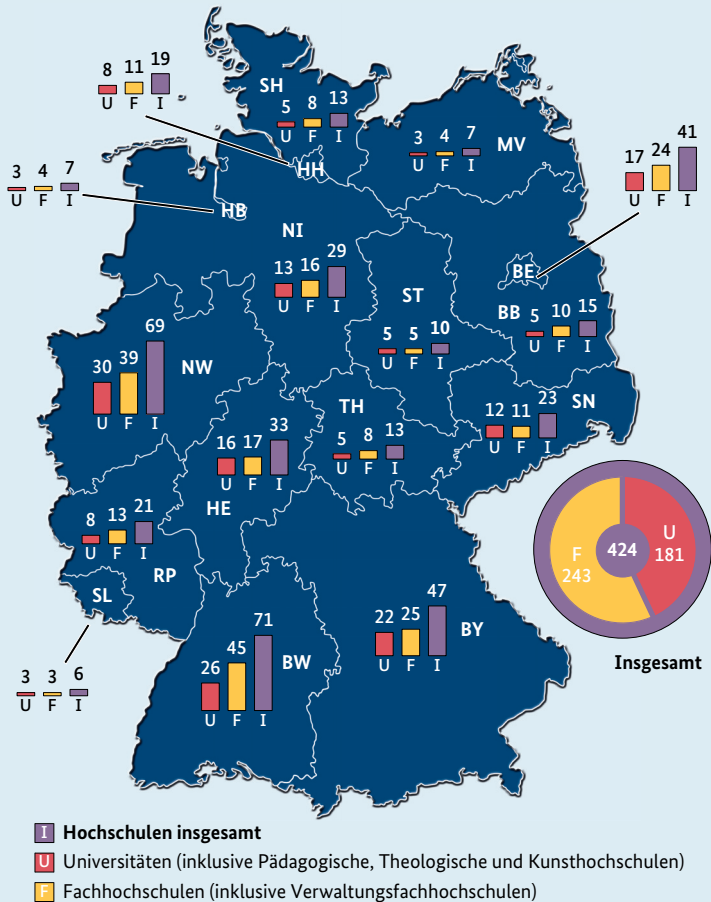 8 11 19
U F I
SH
5 8 13
U F I
HH
3 4 7
U F I
MV
17 24 41
U F I
BE
3 4 7
U F I
HB
NI
13 16 29
U F I
ST
5 5 10
U F I
BB
5 10 15
U F I
30 39 69
U F I
NW
TH
5 8 13
U F I
12 11 23
U F I
SN
16 17 33
U F I
HE
8 13 21
U F I
RP
SL
3 3 6
U F I
26 45 71
U F I
BW
22 25 47
U F I
BY
F
243
424
U
181
Insgesamt
I Hochschulen insgesamt
U Universitäten (inklusive Pädagogische, Theologische und Kunsthochschulen)
F Fachhochschulen (inklusive Verwaltungsfachhochschulen)